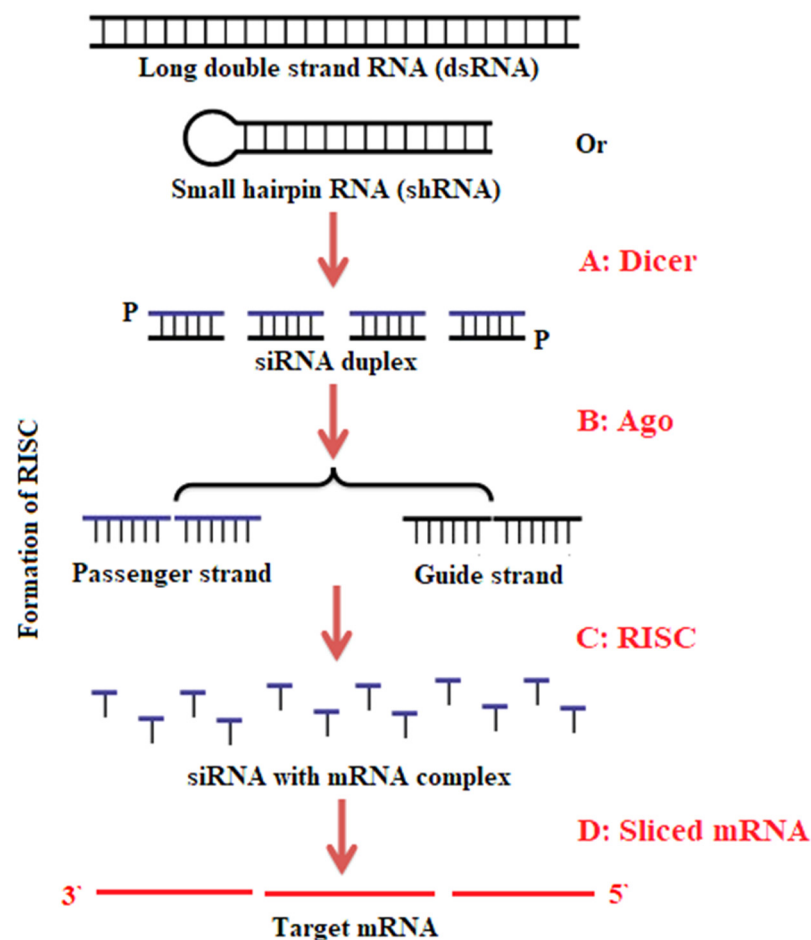 Long double strand RNA (dsRNA)
Or
Small hairpin RNA (shRNA)
A: Dicer
P
P
siRNA duplex
B: Ago
Formation of RISC
Passenger strand
Guide strand
C: RISC
siRNA with mRNA complex
D: Sliced mRNA
3`
5`
Target mRNA